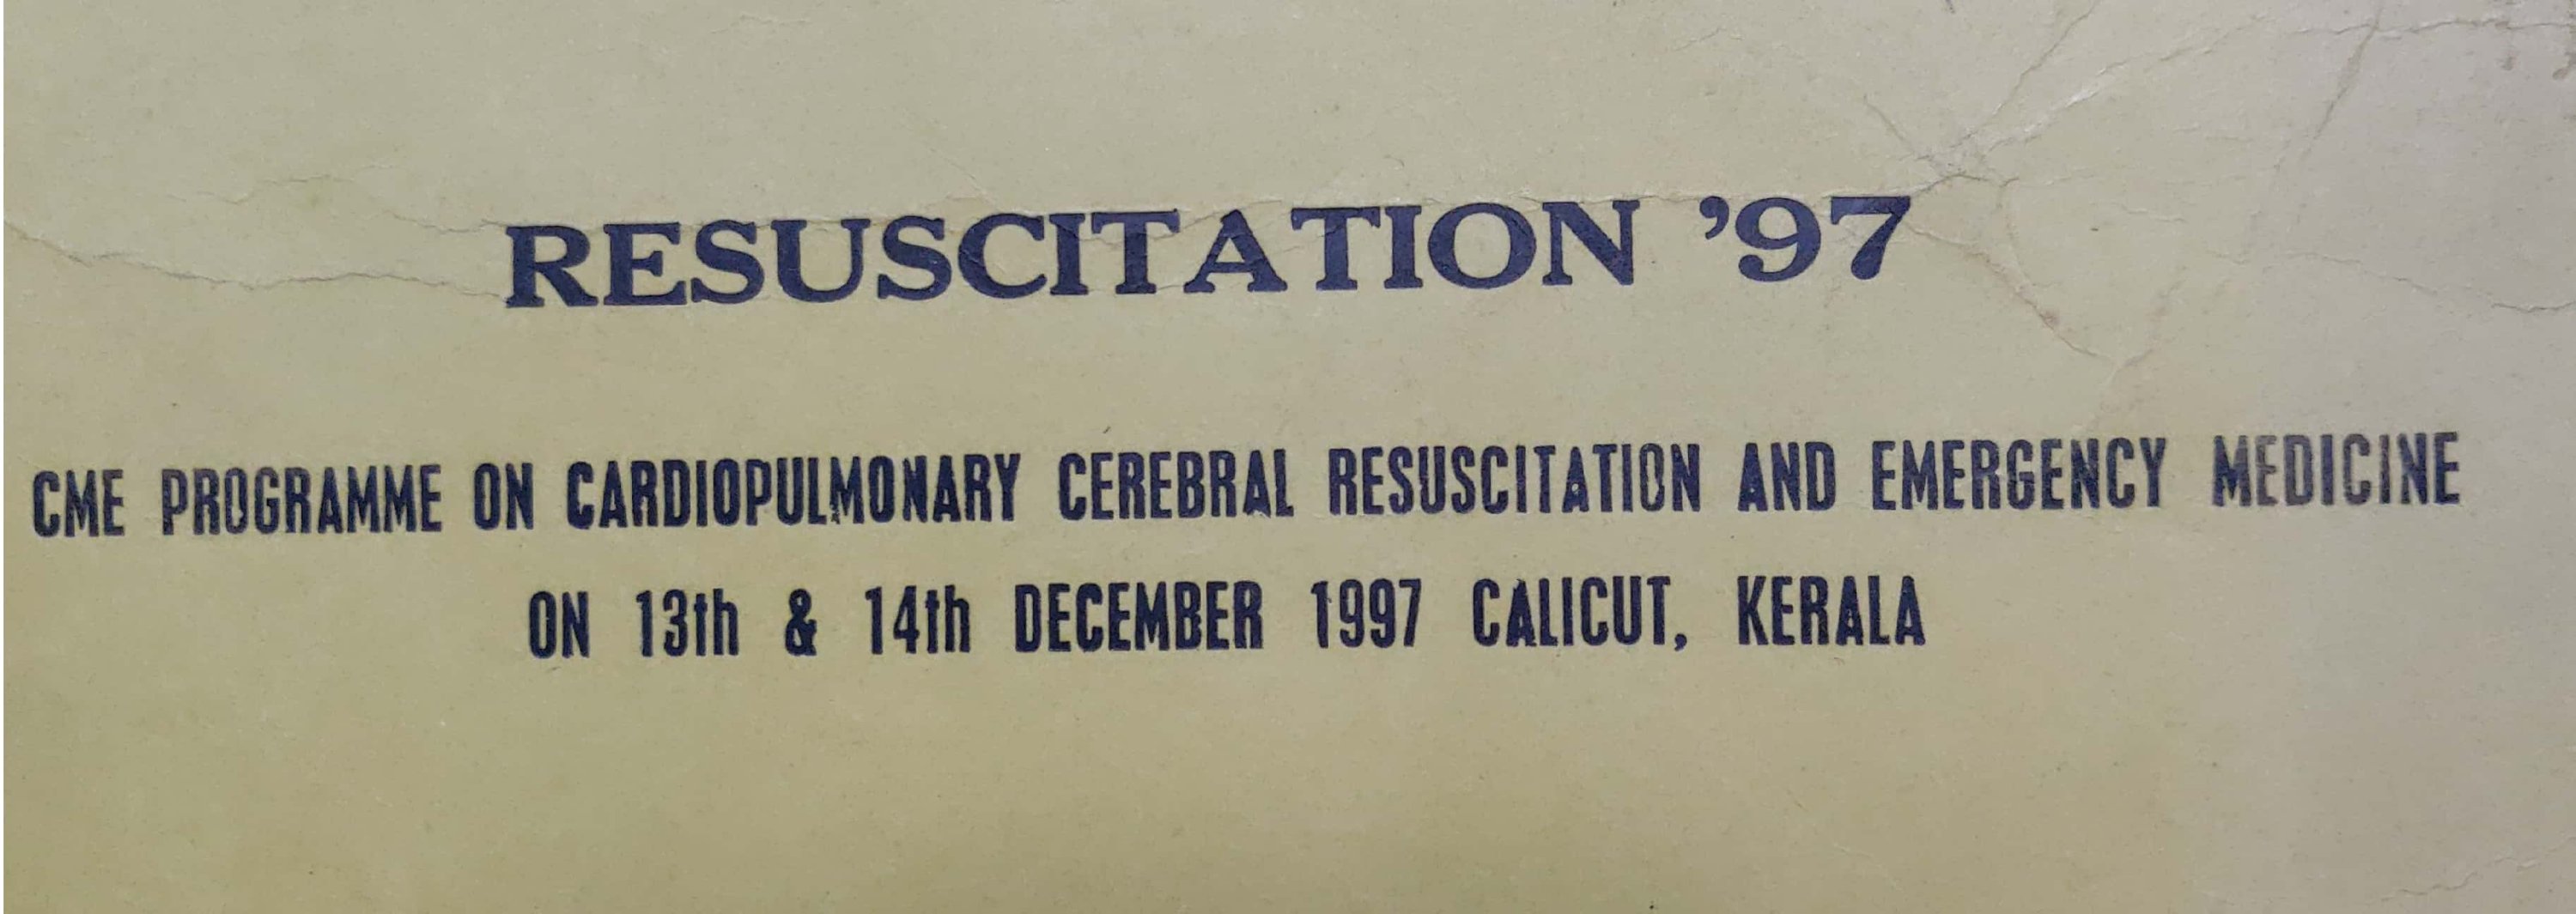 RESUSCITATION ’97
CME PROGRAMME ON CARDIOPULMONARY CEREBRAL RESUSCITATION AND EMERGENCY MEDICINE
ON 13th & 14th DECEMBER 1997 CALICUT, KERALA